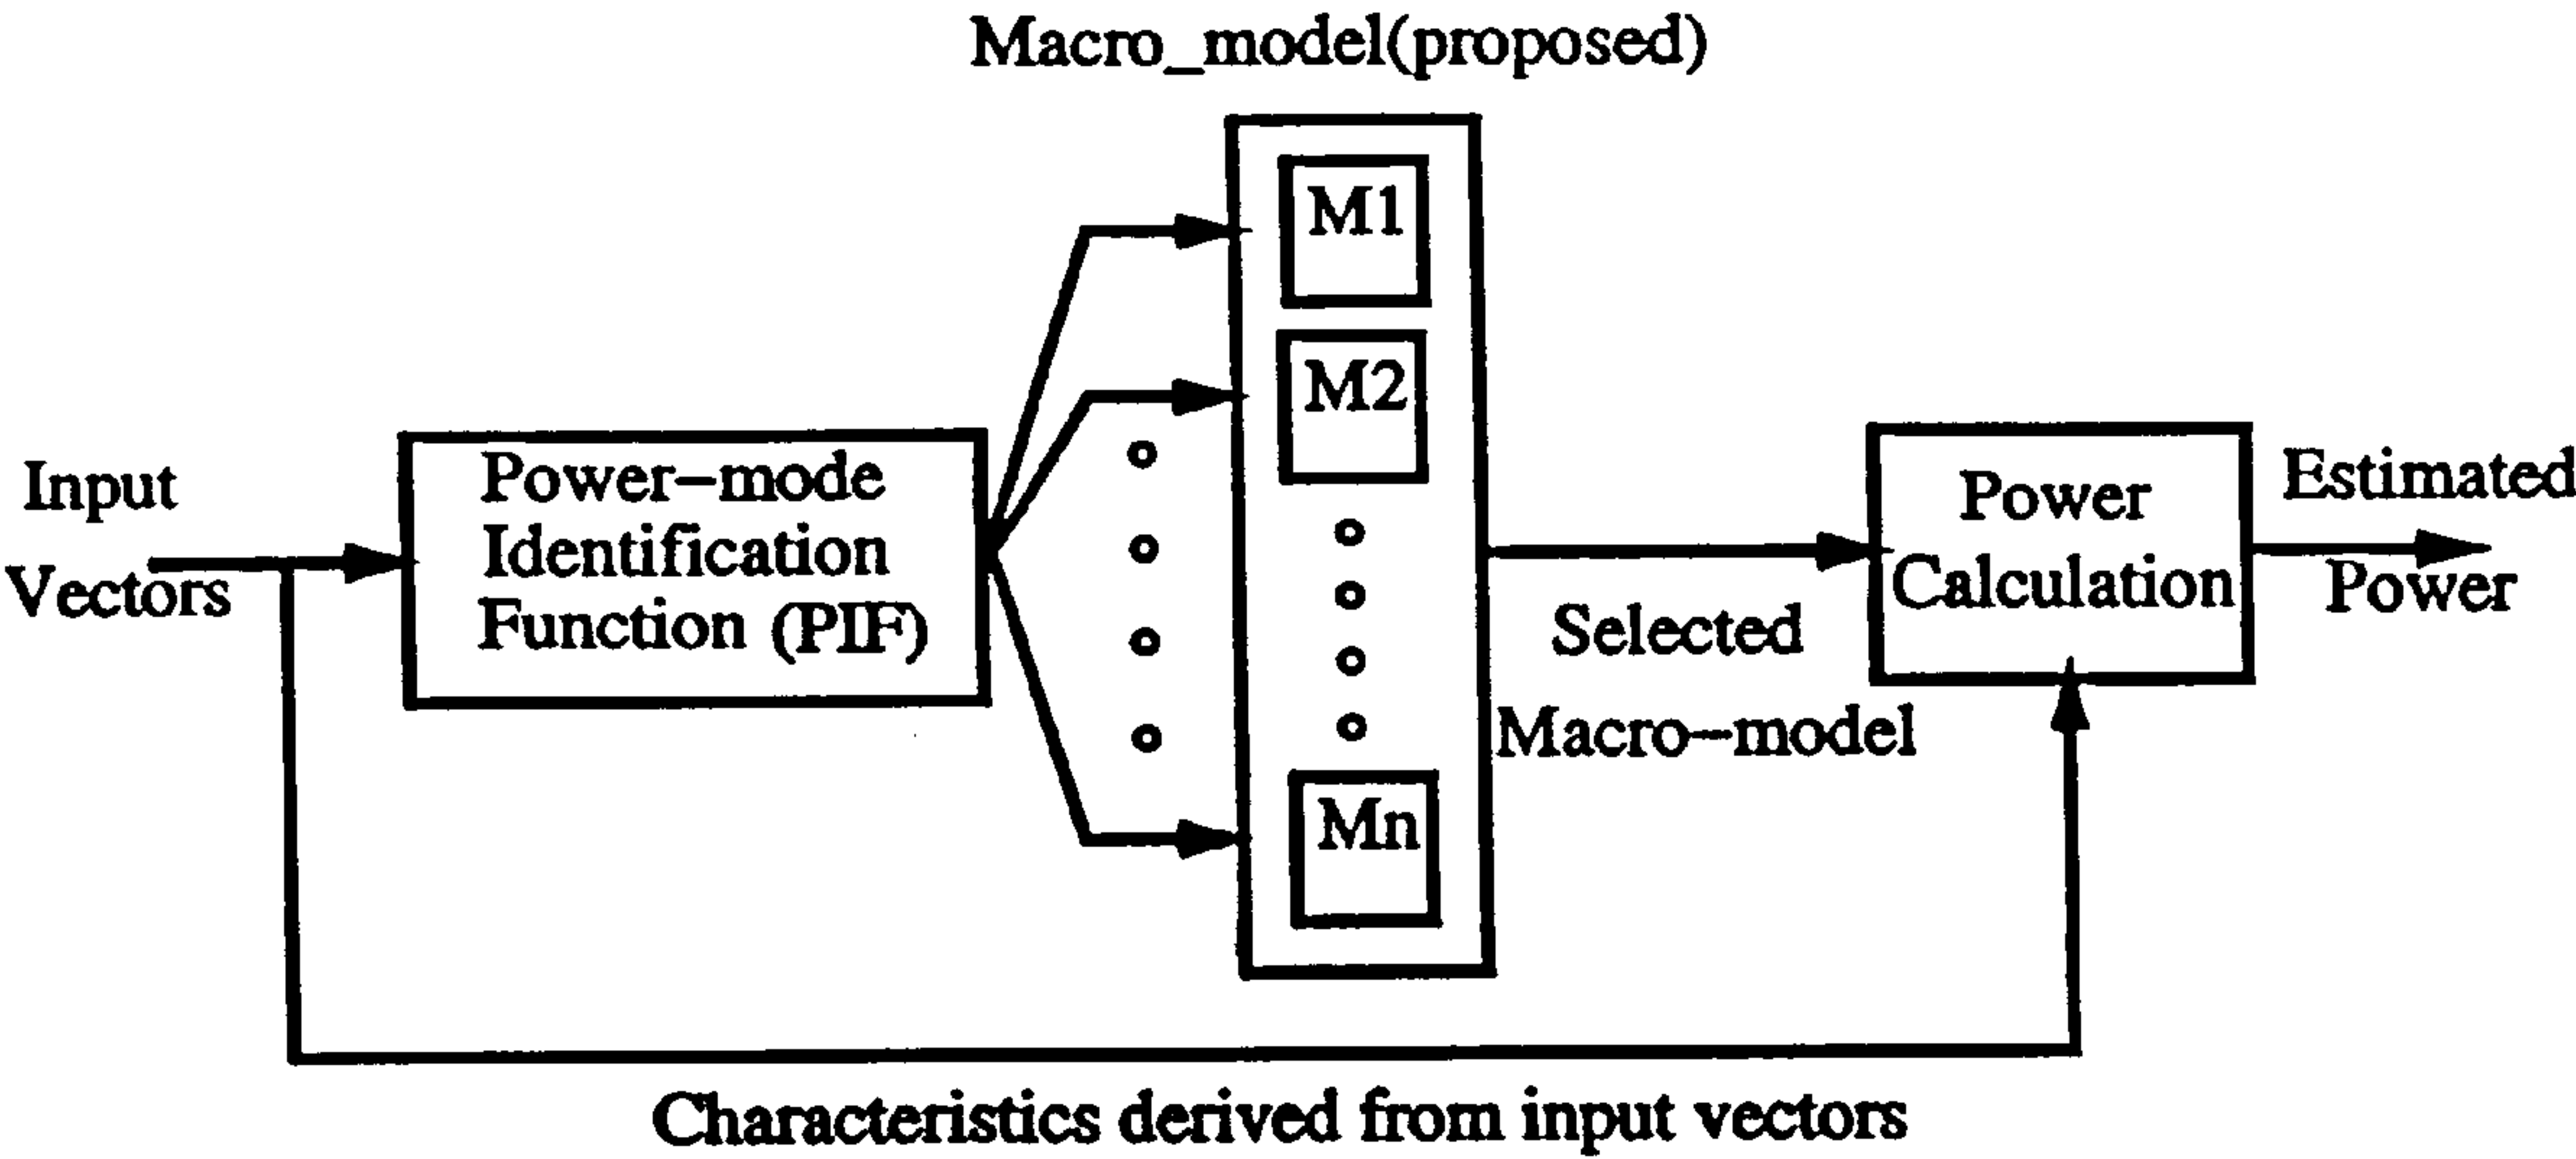 Macro_model(proposed)
M1
M2
Mn
Input
Vectors
Power-mode
Identification
Function (PIF)
Selected
Macro-model
Power
Calculation
Estimated
Power
Characteristics derived from input vectors